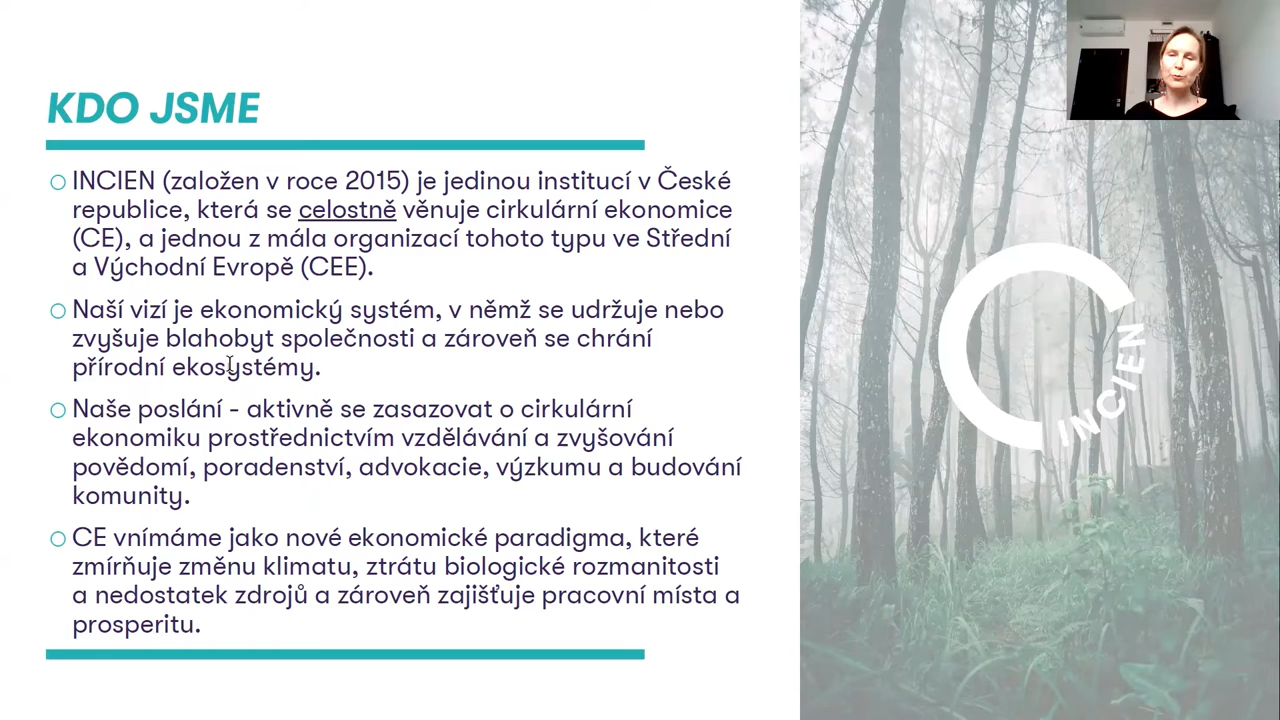 KDO JSME
INCIEN (založen v roce 2015) je jedinou institucí v České
republice, která se celostně věnuje cirkulární ekonomice
(CE), a jednou z mála organizací tohoto typu ve Střední
a Východní Evropě (CEE).
Naší vizí je ekonomický systém, v němž se udržuje nebo
zvyšuje blahobyt společnosti a zároveň se chrání
přírodní ekosystémy.
Naše poslání - aktivně se zasazovat o cirkulární
ekonomiku prostřednictvím vzdělávání a zvyšování
povědomí, poradenství, advokacie, výzkumu a budování
komunity.
CE vnímáme jako nové ekonomické paradigma, které
zmírňuje změnu klimatu, ztrátu biologické rozmanitosti
a nedostatek zdrojů a zároveň zajišťuje pracovní místa a
prosperitu.
INCIEN